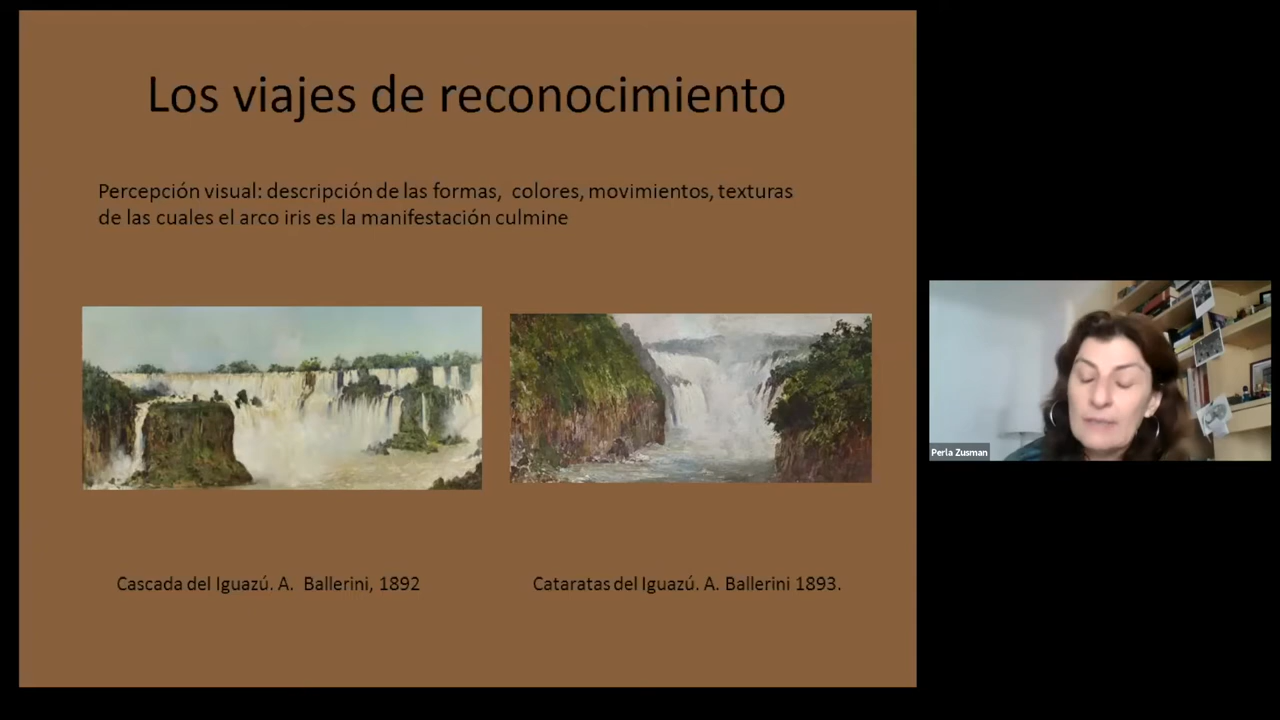 Los viajes de reconocimiento
Percepción visual: descripción de las formas, colores, movimientos, texturas
de las cuales el arco iris es la manifestación culmine
Cascada del Iguazú. A. Ballerini, 1892
Cataratas del Iguazú. A. Ballerini 1893.
Perla Zusman